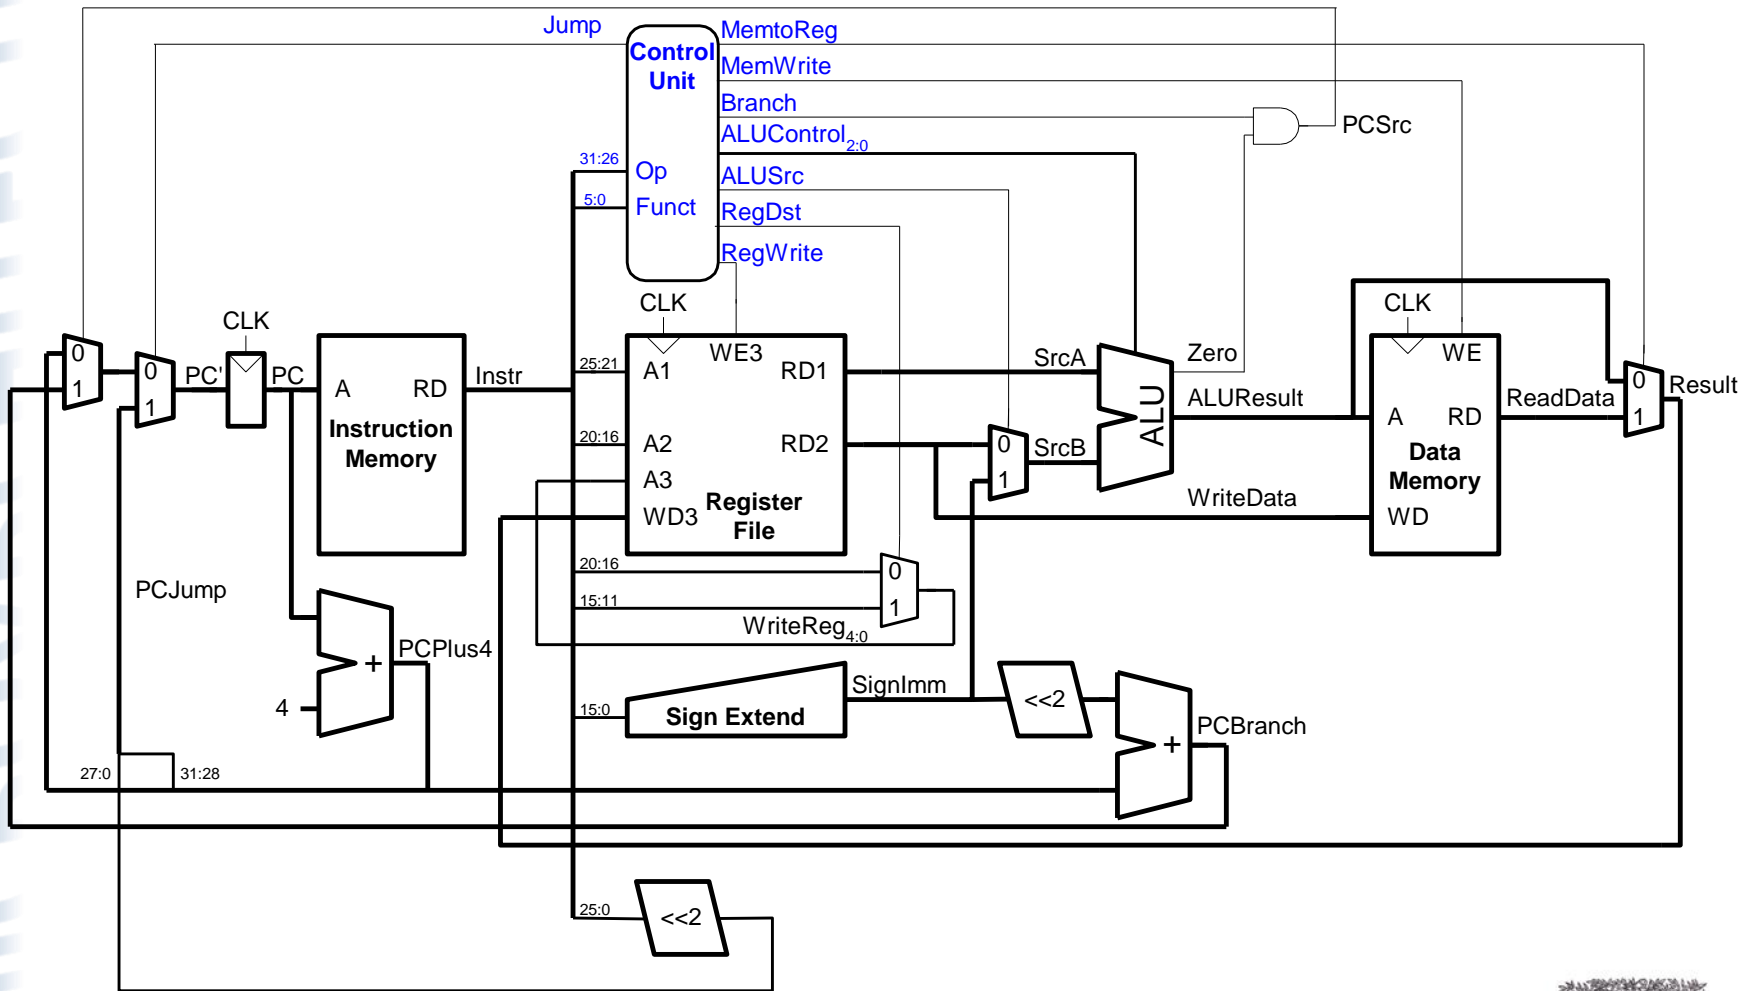 Jump
MemtoReg
Control
Unit
MemWrite
Branch
PCSrc
ALUControl2:0
31:26
Op
ALUSrc
5:0
Funct
RegDst
RegWrite
CLK
CLK
CLK
0
1
0
1
PC'
PC
A
RD
Instruction
Memory
Instr
25:21
A1
WE3
RD1
20:16
A2
RD2
A3
WD3
Register
File
SrcA
0
1
SrcB
ALU
Zero
ALUResult
WriteData
WE
A
RD
Data
Memory
WD
ReadData
0
1
Result
20:16
0
15:11
1
WriteReg4:0
PCJump
PCPlus4
+
4
15:0
Sign Extend
SignImm
<<2
+
PCBranch
27:0
31:28
25:0
<<2